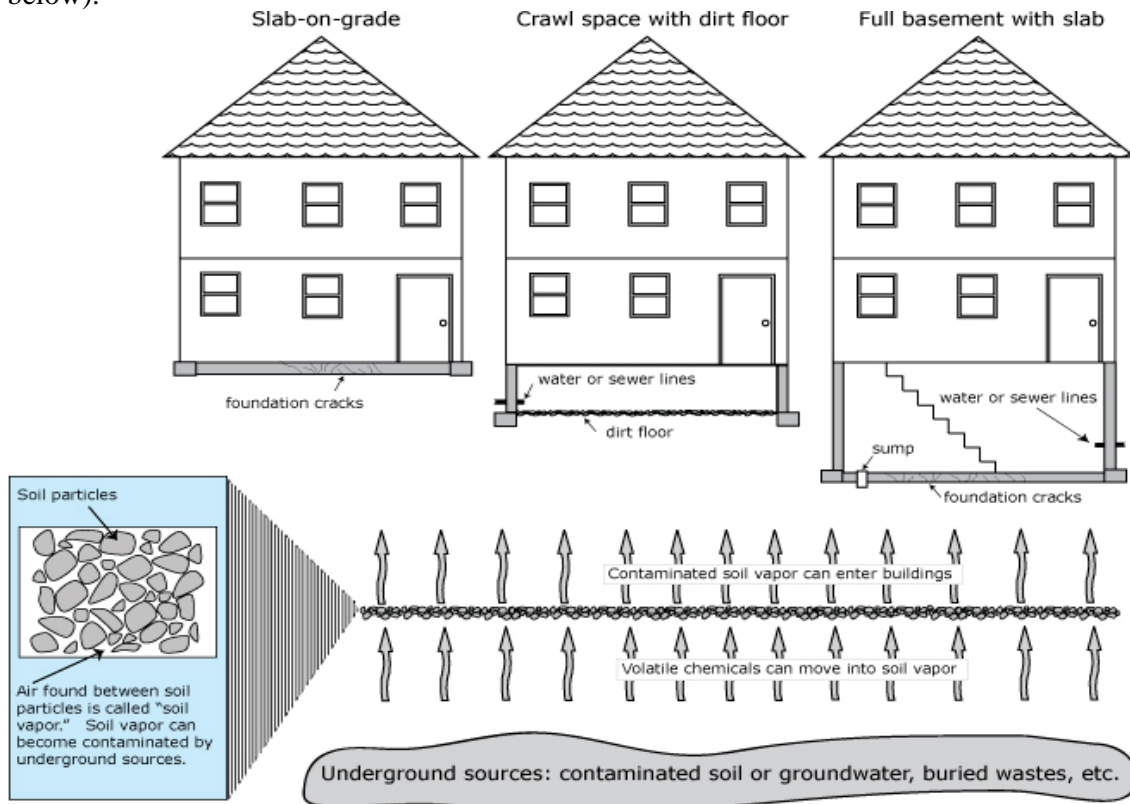 below).
Slab-on-grade
Crawl space with dirt floor
Full basement with slab
foundation cracks
water or sewer lines
dirt floor
water or sewer lines
sump
foundation cracks
Soil particles
Air found between soil
particles is called "soil
vapor." Soil vapor can
become contaminated by
underground sources.
Contaminated soil vapor can enter buildings
Volatile chemicals can move into soil vapor
Underground sources: contaminated soil or groundwater, buried wastes, etc.